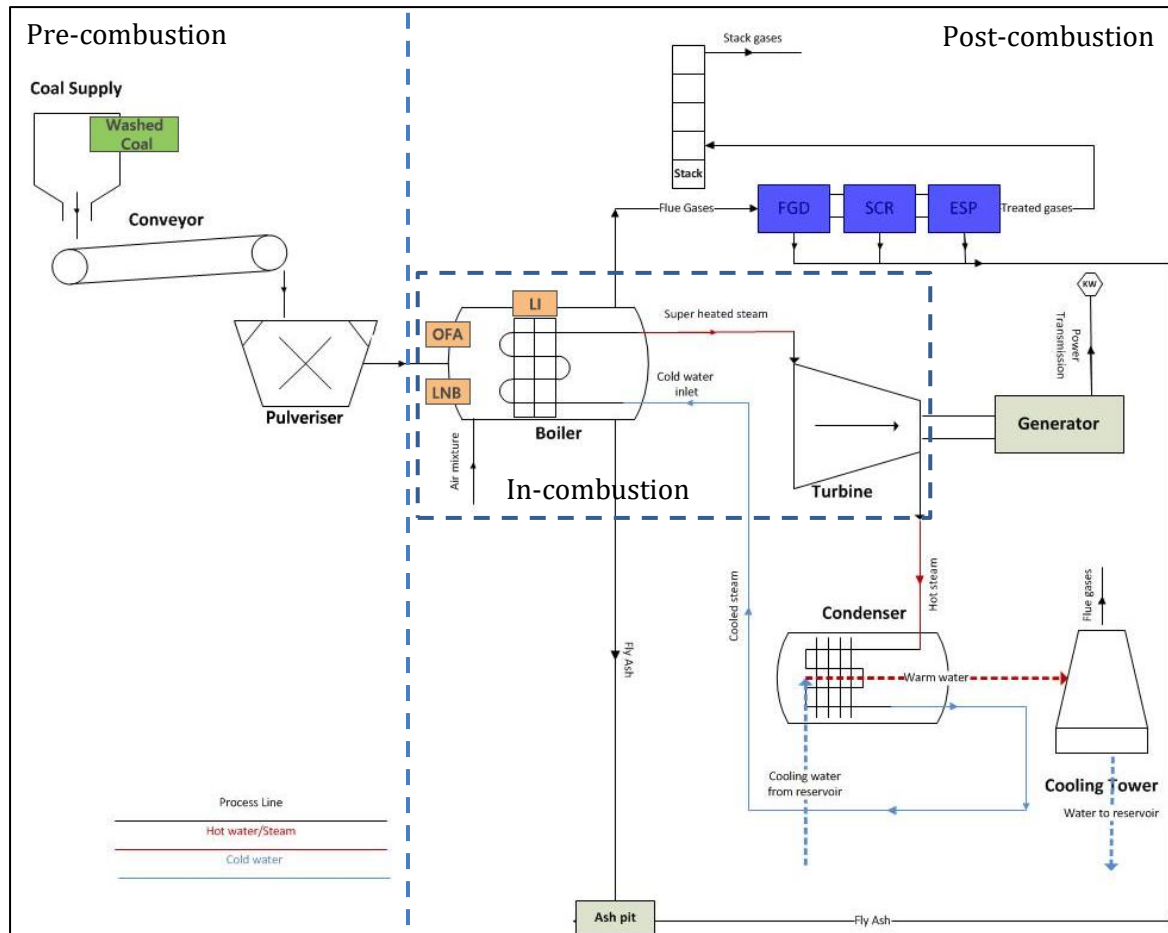 Pre-combustion
Post-combustion
Coal Supply
Washed
Coal
Conveyor
Pulveriser
Stack gases
Stack
Flue Gases
FGD
SCR
ESP
Treated gases
KW
Power
Transmission
LI
OFA
LNB
Super heated steam
Cold water
inlet
Boiler
Air mixture
In-combustion
Turbine
Generator
Cooled steam
Hot steam
Fly Ash
Condenser
Warm water
Flue gases
Cooling water
from reservoir
Cooling Tower
Water to reservoir
Process Line
Hot water/Steam
Cold water
Ash pit
Fly Ash